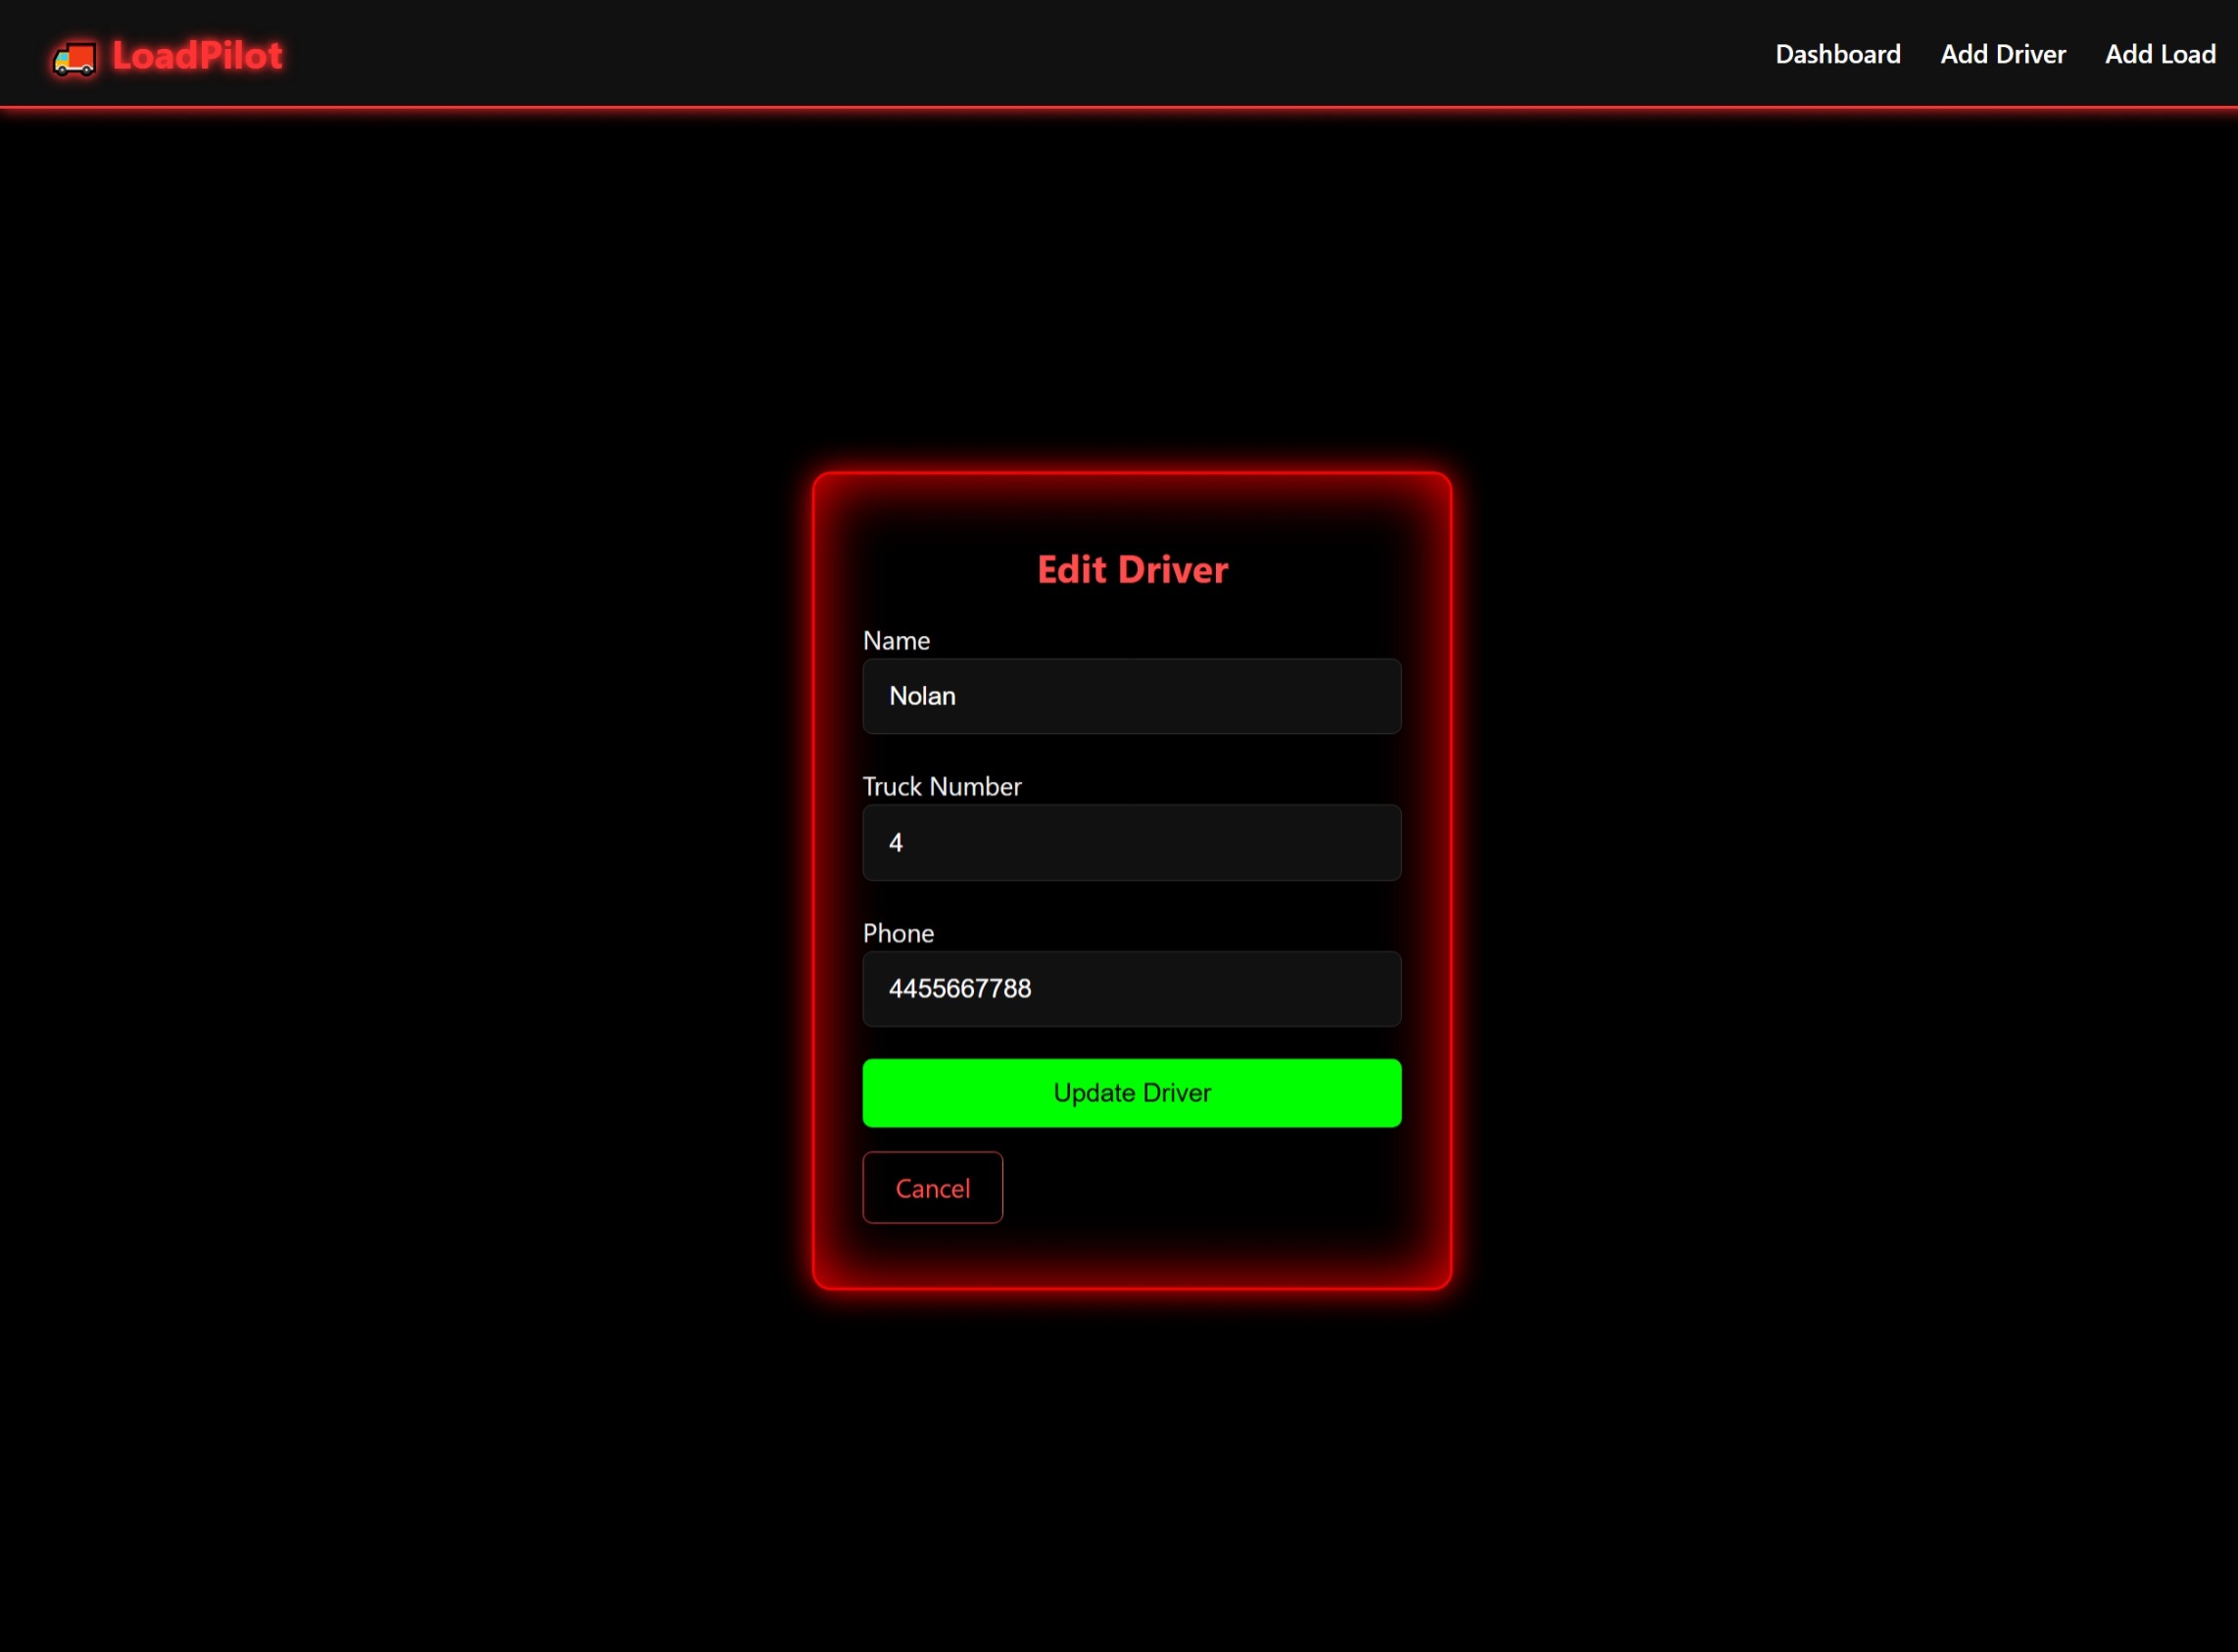 LoadPilot
Dashboard Add Driver Add Load
Edit Driver
Name
Nolan
Truck Number
4
Phone
4455667788
Update Driver
Cancel